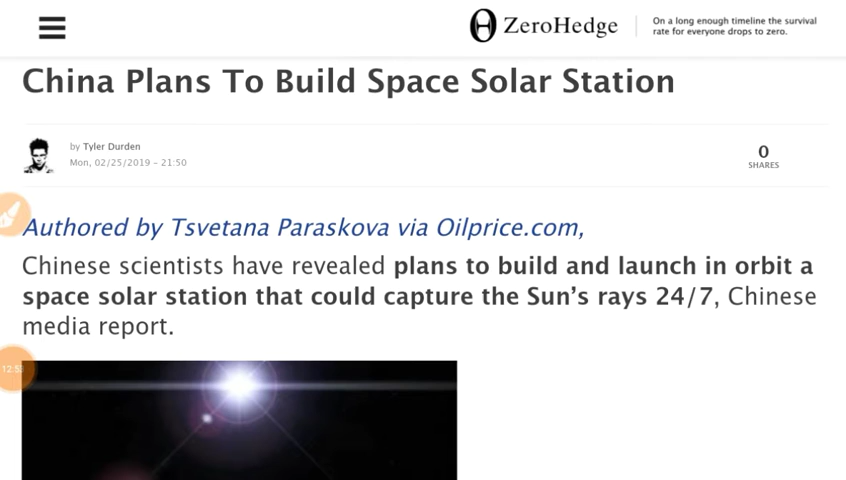 ZeroHedge
On a long enough timeline the survival
rate for everyone drops to zero.
China Plans To Build Space Solar Station
by Tyler Durden
Mon, 02/25/2019 – 21:50
0
SHARES
Authored by Tsvetana Paraskova via Oilprice.com,
Chinese scientists have revealed plans to build and launch in orbit a
space solar station that could capture the Sun’s rays 24/7, Chinese
media report.